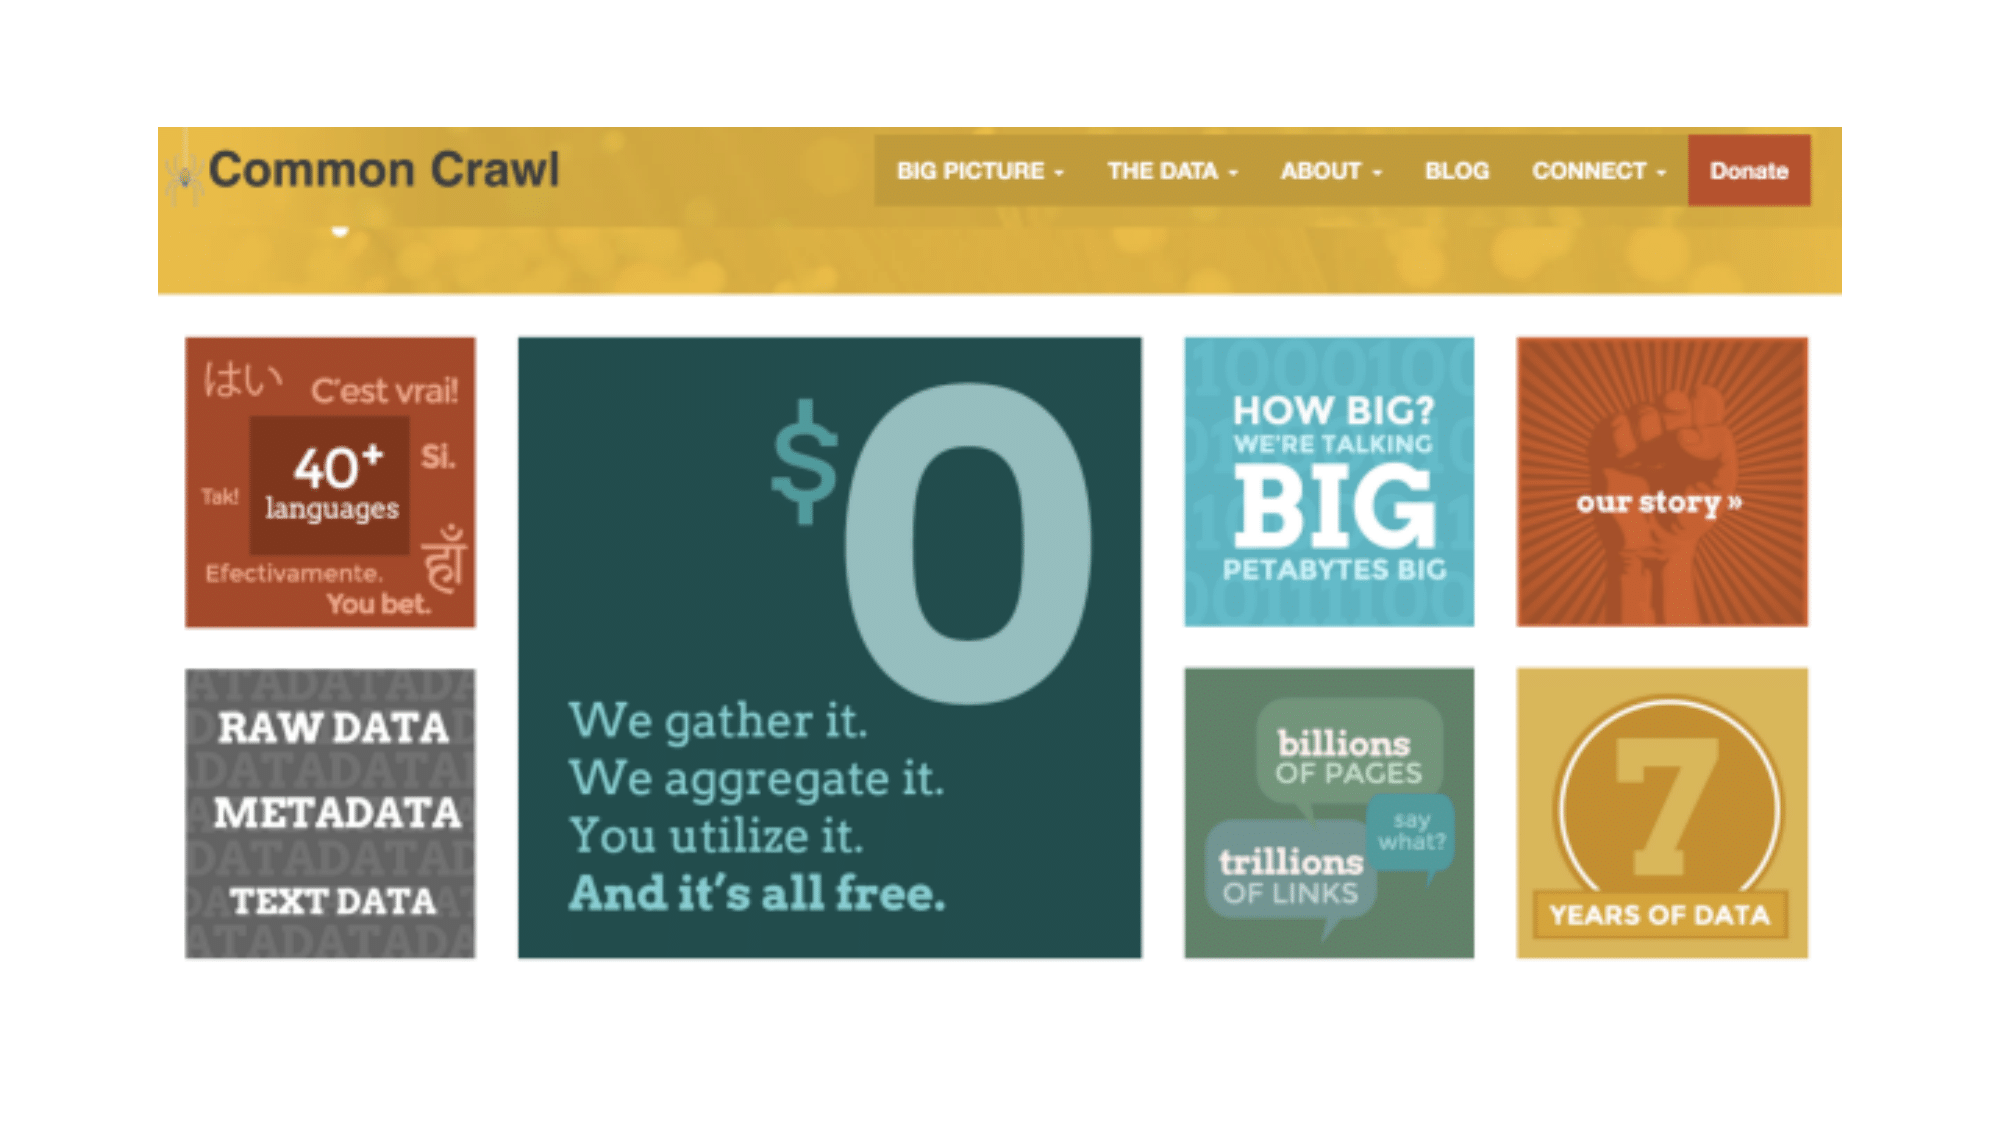 Common Crawl
BIG PICTURE
THE DATA
ABOUT
BLOG
CONNECT
Donate
はい
C'est vrai!
40+
languages
Si.
Tak!
हाँ
Efectivamente.
You bet.
RAW DATA
METADATA
TEXT DATA
$0
We gather it.
We aggregate it.
You utilize it.
And it's all free.
HOW BIG?
WE'RE TALKING
BIG
PETABYTES BIG
our story »
billions
OF PAGES
say
what?
trillions
OF LINKS
7
YEARS OF DATA